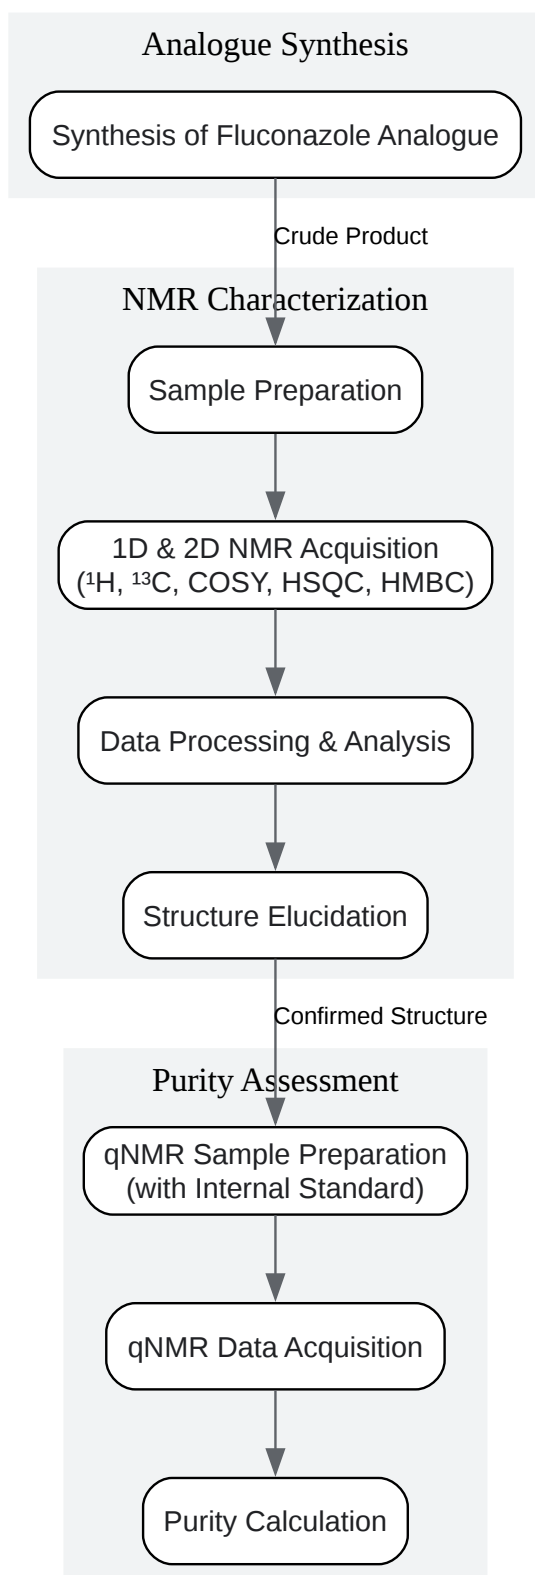 Analogue Synthesis
Synthesis of Fluconazole Analogue
Crude Product
NMR Characterization
Sample Preparation
1D & 2D NMR Acquisition
(¹H, ¹³C, COSY, HSQC, HMBC)
Data Processing & Analysis
Structure Elucidation
Confirmed Structure
Purity Assessment
qNMR Sample Preparation
(with Internal Standard)
qNMR Data Acquisition
Purity Calculation